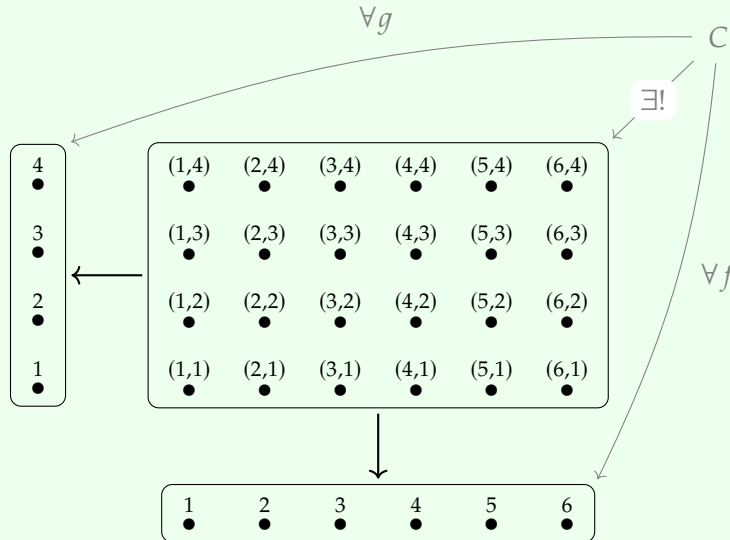 ∀g
C
∃!
4
(1,4) (2,4) (3,4) (4,4) (5,4) (6,4)
3
(1,3) (2,3) (3,3) (4,3) (5,3) (6,3)
∀f
2
(1,2) (2,2) (3,2) (4,2) (5,2) (6,2)
1
(1,1) (2,1) (3,1) (4,1) (5,1) (6,1)
1 2 3 4 5 6